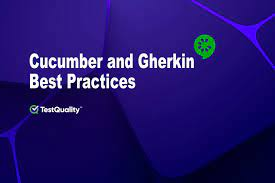 Cucumber and Gherkin
Best Practices
TestQuality